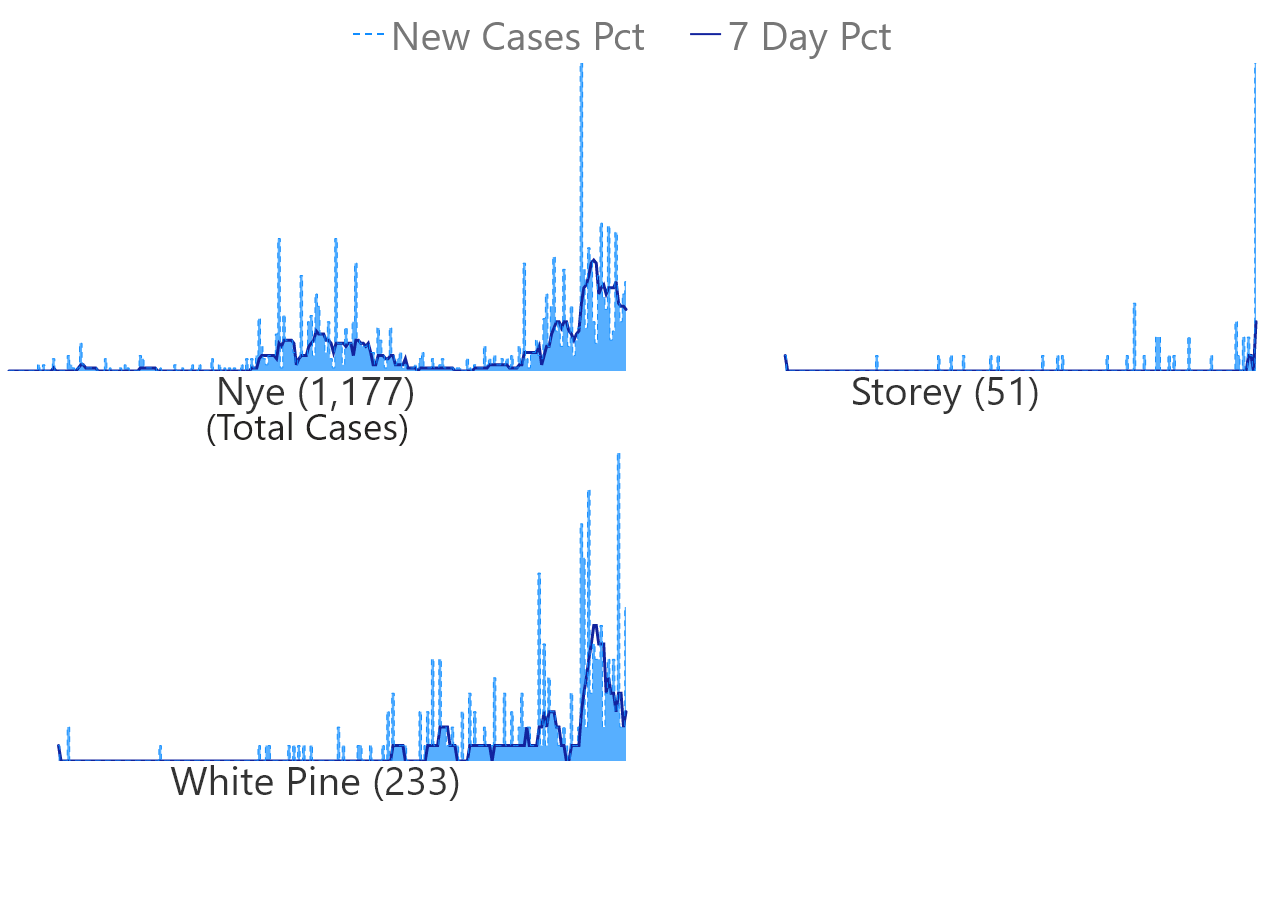 New Cases Pct 7 Day Pct
Nye (1,177)
(Total Cases)
Storey (51)
White Pine (233)